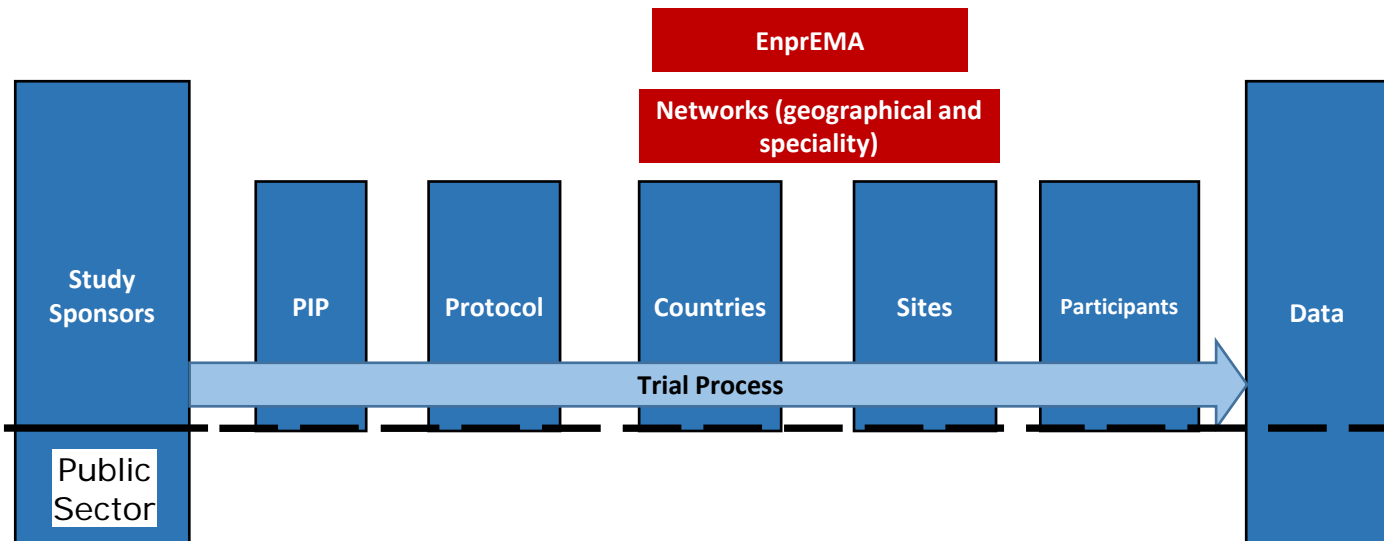 EnprEMA
Networks (geographical and
speciality)
Study
Sponsors
PIP
Protocol
Countries
Sites
Participants
Data
Trial Process
Public
Sector